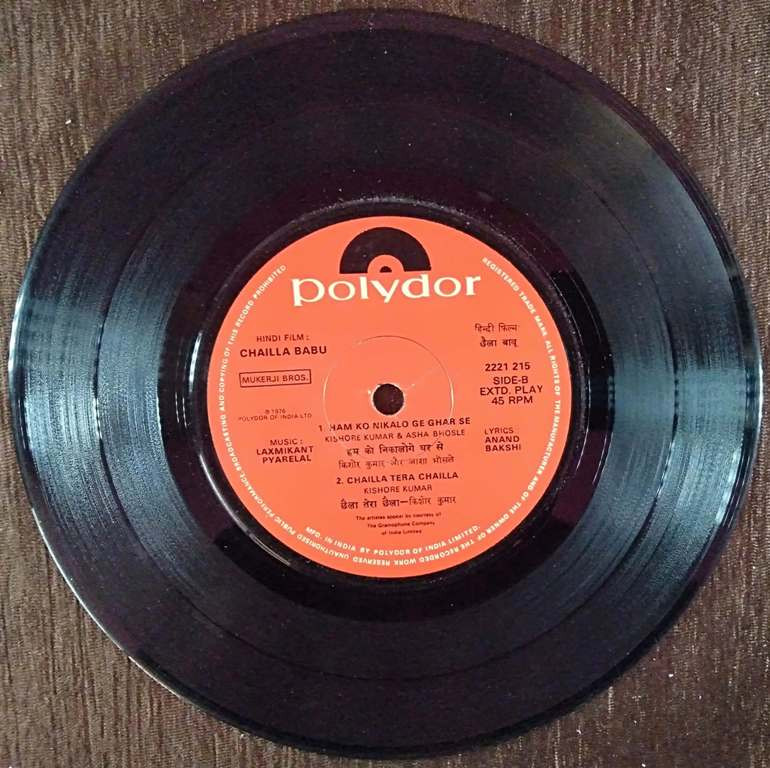 polydor
HINDI FILM :
CHAILLA BABU
हिन्दी फिल्म:
छैला बाबू
MUKERJI BROS.
2221 215
SIDE-B
EXTD. PLAY
45 RPM
℗ 1976
POLYDOR OF INDIA LTD.
MUSIC :
LAXMIKANT
PYARELAL
LYRICS
ANAND
BAKSHI
1. HAM KO NIKALO GE GHAR SE
KISHORE KUMAR & ASHA BHOSLE
हम को निकालोगे घर से
किशोर कुमार और आशा भोसले
2. CHAILLA TERA CHAILLA
KISHORE KUMAR
छैला तेरा छैला—किशोर कुमार
The artistes appear by courtesy of
The Gramophone Company
of India Limited
REGISTERED TRADE MARK. ALL RIGHTS OF THE MANUFACTURER AND OF THE OWNER OF THE RECORDED WORK RESERVED UNAUTHORISED PUBLIC PERFORMANCE BROADCASTING AND COPYING OF THIS RECORD PROHIBITED
MFD. IN INDIA BY POLYDOR OF INDIA LIMITED.